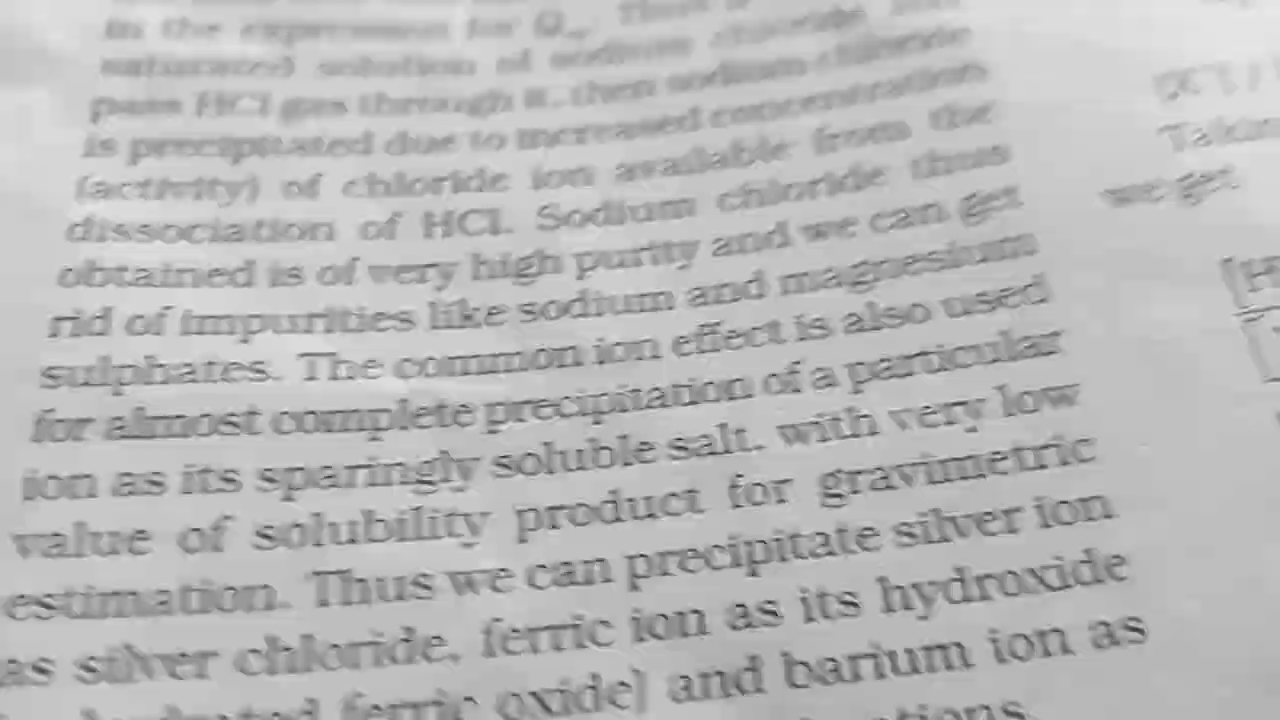 in the expression for Q
saturated solution of sodium chloride
pass HCl gas through it, then sodium chloride
is precipitated due to increased concentration
(activity) of chloride ion available from the
dissociation of HCl. Sodium chloride thus
obtained is of very high purity and we can get
rid of impurities like sodium and magnesium
sulphates. The common ion effect is also used
for almost complete precipitation of a particular
ion as its sparingly soluble salt, with very low
value of solubility product for gravimetric
estimation. Thus we can precipitate silver ion
as silver chloride, ferric ion as its hydroxide
hydrated ferric oxide) and barium ion as
we get